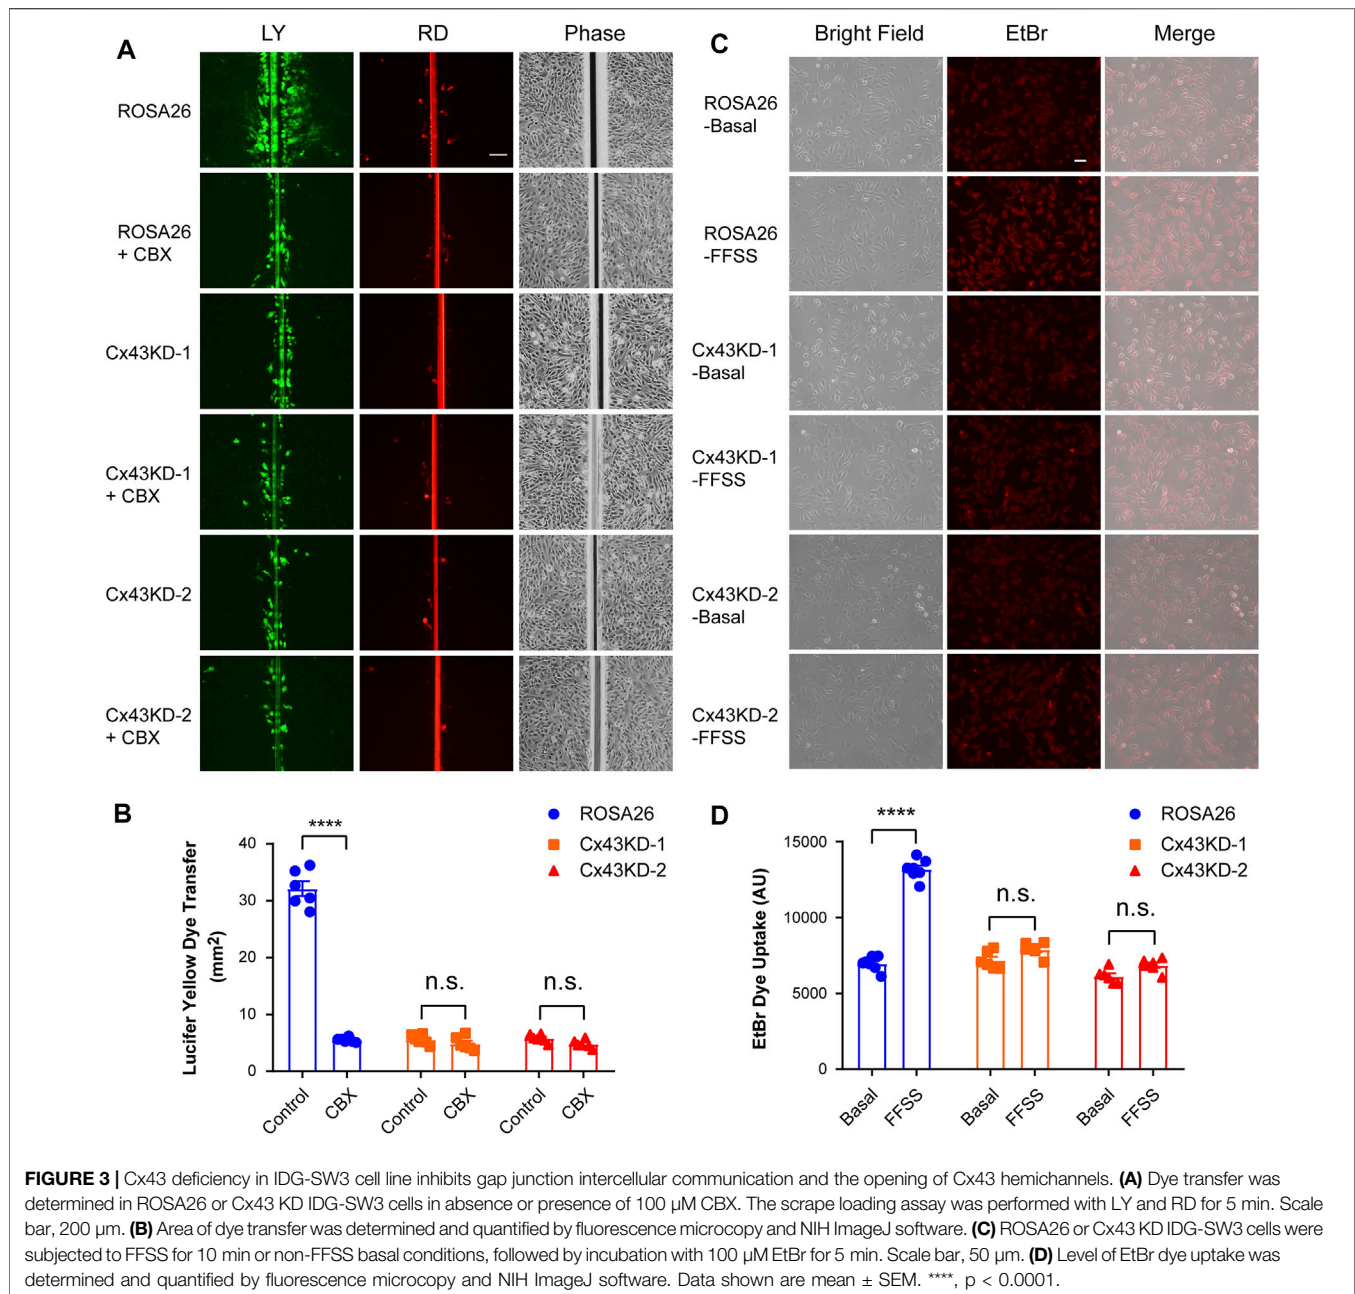 A
LY
RD
Phase
ROSA26
ROSA26
+ CBX
Cx43KD-1
Cx43KD-1
+ CBX
Cx43KD-2
Cx43KD-2
+ CBX
C
Bright Field
EtBr
Merge
ROSA26
-Basal
ROSA26
-FFSS
Cx43KD-1
-Basal
Cx43KD-1
-FFSS
Cx43KD-2
-Basal
Cx43KD-2
-FFSS
B
ROSA26
Cx43KD-1
Cx43KD-2
Lucifer Yellow Dye Transfer
(mm²)
40
30
20
10
0
****
n.s.
n.s.
Control
CBX
Control
CBX
Control
CBX
D
ROSA26
Cx43KD-1
Cx43KD-2
EtBr Dye Uptake (AU)
15000
10000
5000
0
****
n.s.
n.s.
Basal
FFSS
Basal
FFSS
Basal
FFSS
FIGURE 3 | Cx43 deficiency in IDG-SW3 cell line inhibits gap junction intercellular communication and the opening of Cx43 hemichannels. (A) Dye transfer was
determined in ROSA26 or Cx43 KD IDG-SW3 cells in absence or presence of 100 µM CBX. The scrape loading assay was performed with LY and RD for 5 min. Scale
bar, 200 µm. (B) Area of dye transfer was determined and quantified by fluorescence microcopy and NIH ImageJ software. (C) ROSA26 or Cx43 KD IDG-SW3 cells were
subjected to FFSS for 10 min or non-FFSS basal conditions, followed by incubation with 100 µM EtBr for 5 min. Scale bar, 50 µm. (D) Level of EtBr dye uptake was
determined and quantified by fluorescence microcopy and NIH ImageJ software. Data shown are mean ± SEM. ****, p < 0.0001.